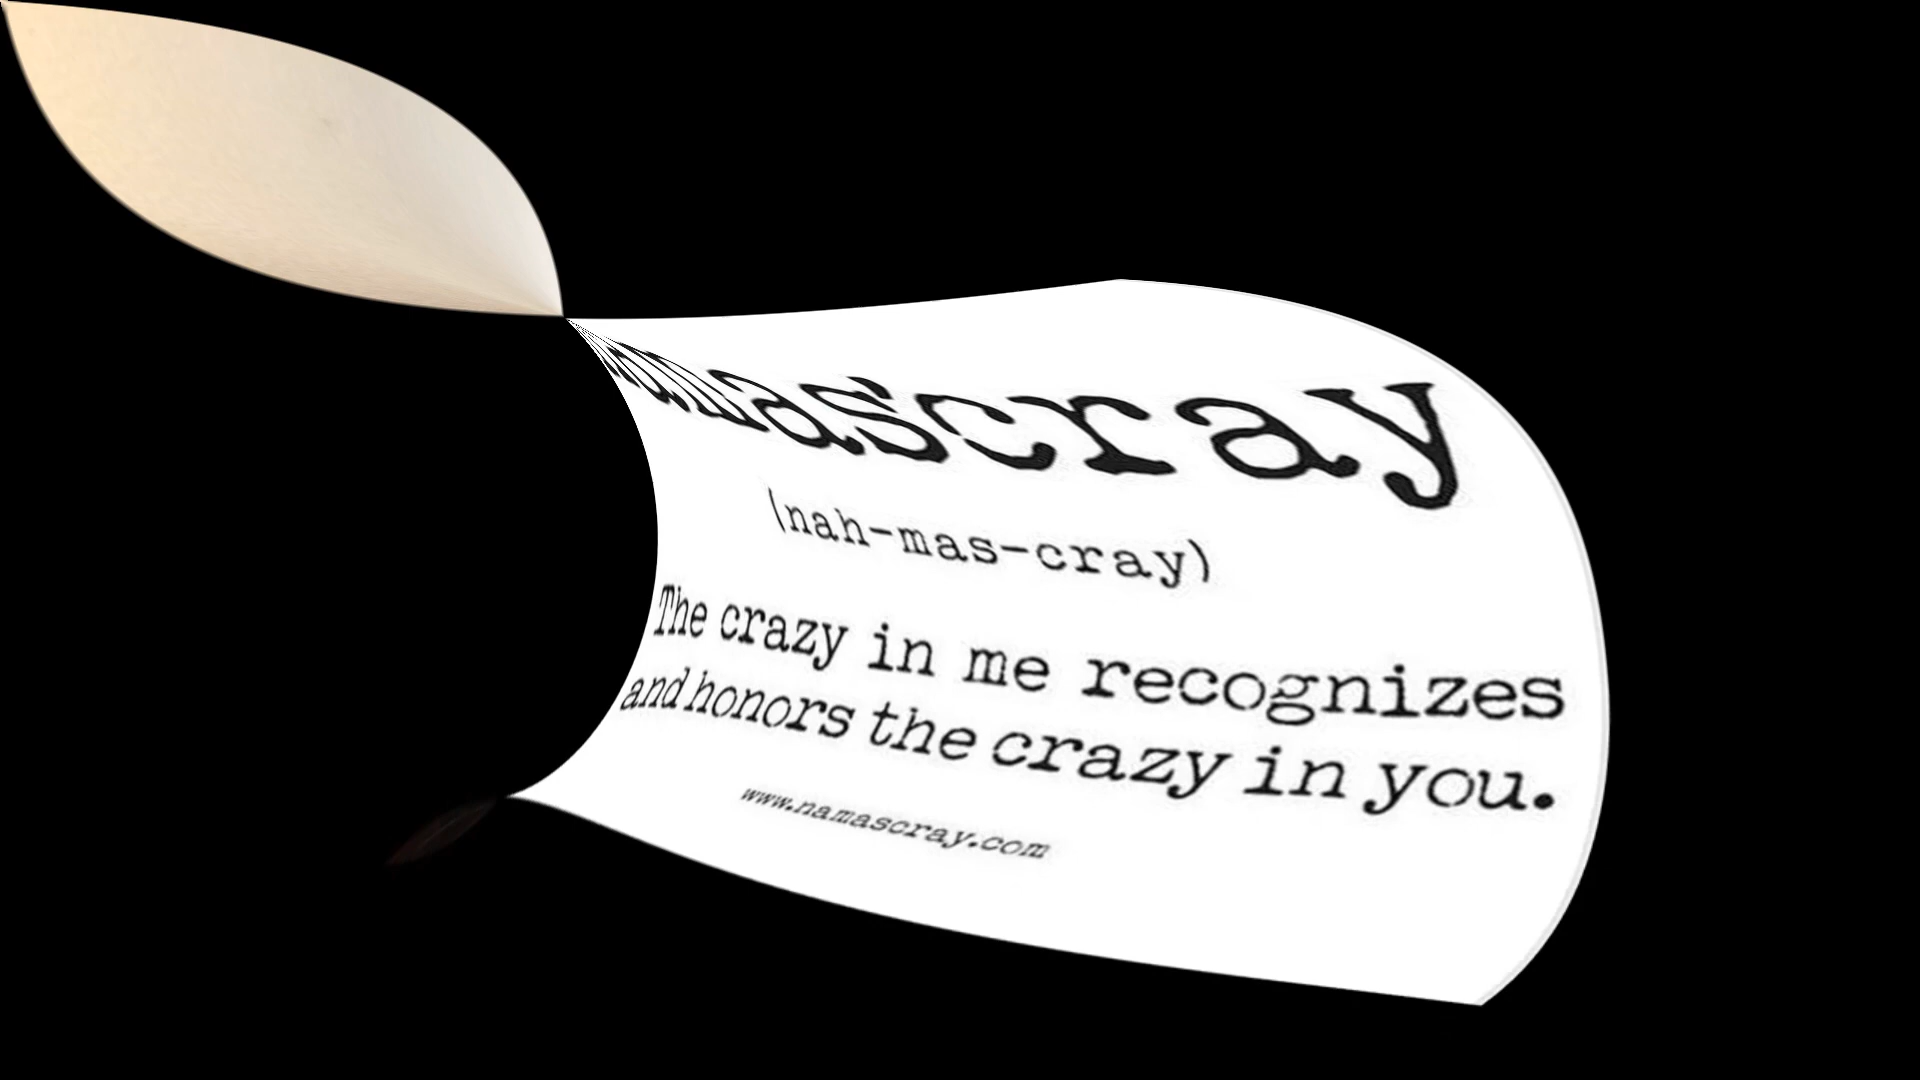 (nah-mas-cray)
The crazy in me recognizes
and honors the crazy in you.
www.namascray.com